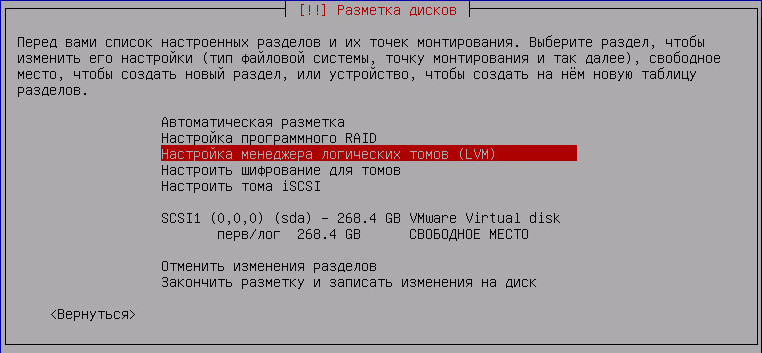 [!!] Разметка дисков
Перед вами список настроенных разделов и их точек монтирования. Выберите раздел, чтобы
изменить его настройки (тип файловой системы, точку монтирования и так далее), свободное
место, чтобы создать новый раздел, или устройство, чтобы создать на нём новую таблицу
разделов.
Автоматическая разметка
Настройка программного RAID
Настройка менеджера логических томов (LVM)
Настроить шифрование для томов
Настроить тома iSCSI
SCSI1 (0,0,0) (sda) - 268.4 GB VMware Virtual disk
перв/лог 268.4 GB СВОБОДНОЕ МЕСТО
Отменить изменения разделов
Закончить разметку и записать изменения на диск
<Вернуться>